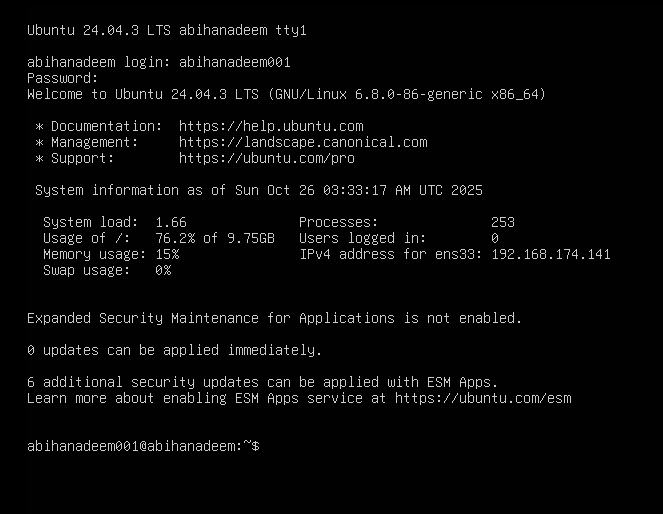 Ubuntu 24.04.3 LTS abihanadeem tty1
abihanadeem login: abihanadeem001
Password:
Welcome to Ubuntu 24.04.3 LTS (GNU/Linux 6.8.0-86-generic x86_64)
* Documentation:  https://help.ubuntu.com
* Management:     https://landscape.canonical.com
* Support:        https://ubuntu.com/pro
System information as of Sun Oct 26 03:33:17 AM UTC 2025
System load:  1.66              Processes:              253
Usage of /:   76.2% of 9.75GB   Users logged in:        0
Memory usage: 15%               IPv4 address for ens33: 192.168.174.141
Swap usage:   0%
Expanded Security Maintenance for Applications is not enabled.
0 updates can be applied immediately.
6 additional security updates can be applied with ESM Apps.
Learn more about enabling ESM Apps service at https://ubuntu.com/esm
abihanadeem001@abihanadeem:~$